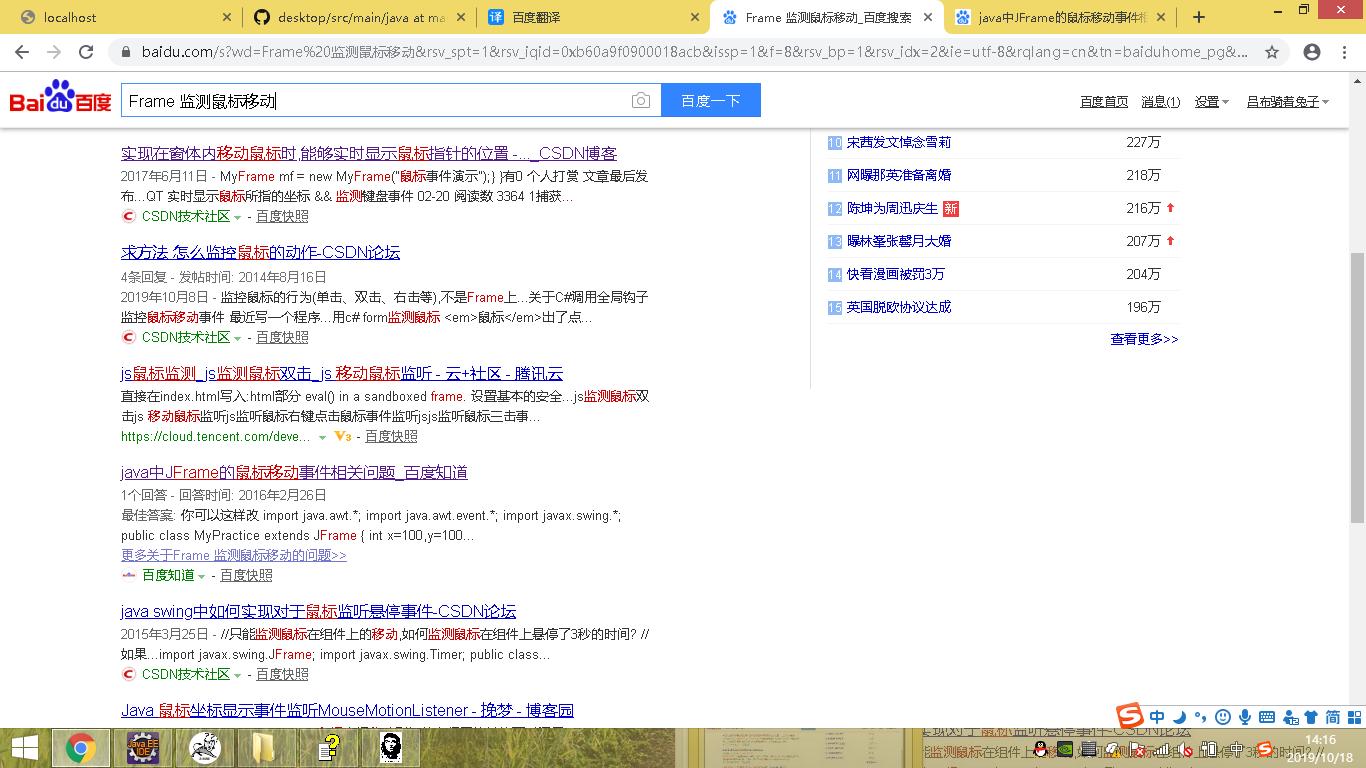 localhost
desktop/src/main/java at ma
译 百度翻译
Frame 监测鼠标移动_百度搜索
java中JFrame的鼠标移动事件相
baidu.com/s?wd=Frame%20监测鼠标移动&rsv_spt=1&rsv_iqid=0xb60a9f0900018acb&issp=1&f=8&rsv_bp=1&rsv_idx=2&ie=utf-8&rqlang=cn&tn=baiduhome_pg&...
Bai du 百度
Frame 监测鼠标移动
百度一下
百度首页 消息(1) 设置 吕布骑着兔子
实现在窗体内移动鼠标时,能够实时显示鼠标指针的位置 -..._CSDN博客
2017年6月11日 - MyFrame mf = new MyFrame("鼠标事件演示");} }有0 个人打赏 文章最后发
布...QT 实时显示鼠标所指的坐标 && 监测键盘事件 02-20 阅读数 3364 1捕获...
CSDN技术社区 - 百度快照
求方法 怎么监控鼠标的动作-CSDN论坛
4条回复 - 发帖时间: 2014年8月16日
2019年10月8日 - 监控鼠标的行为(单击、双击、右击等),不是Frame上...关于C#调用全局钩子
监控鼠标移动事件 最近写一个程序...用c# form监测鼠标 <em>鼠标</em>出了点...
CSDN技术社区 - 百度快照
js鼠标监测_js监测鼠标双击_js 移动鼠标监听 - 云+社区 - 腾讯云
直接在index.html写入:html部分 eval() in a sandboxed frame. 设置基本的安全...js监测鼠标双
击js 移动鼠标监听js监听鼠标右键点击鼠标事件监听jsjs监听鼠标三击事...
https://cloud.tencent.com/deve... V3 - 百度快照
java中JFrame的鼠标移动事件相关问题_百度知道
1个回答 - 回答时间: 2016年2月26日
最佳答案: 你可以这样改 import java.awt.*; import java.awt.event.*; import javax.swing.*;
public class MyPractice extends JFrame { int x=100,y=100...
更多关于Frame 监测鼠标移动的问题>>
百度知道 - 百度快照
java swing中如何实现对于鼠标监听悬停事件-CSDN论坛
2015年3月25日 - //只能监测鼠标在组件上的移动,如何监测鼠标在组件上悬停了3秒的时间? //
如果...import javax.swing.JFrame; import javax.swing.Timer; public class...
CSDN技术社区 - 百度快照
Java 鼠标坐标显示事件监听MouseMotionListener - 挽梦 - 博客园
10 宋茜发文悼念雪莉 227万
11 网曝那英准备离婚 218万
12 陈坤为周迅庆生 新 216万
13 曝林峯张馨月大婚 207万
14 快看漫画被罚3万 204万
15 英国脱欧协议达成 196万
查看更多>>
S 中 简
Java EE
IDE
中 S
14:16
2019/10/18